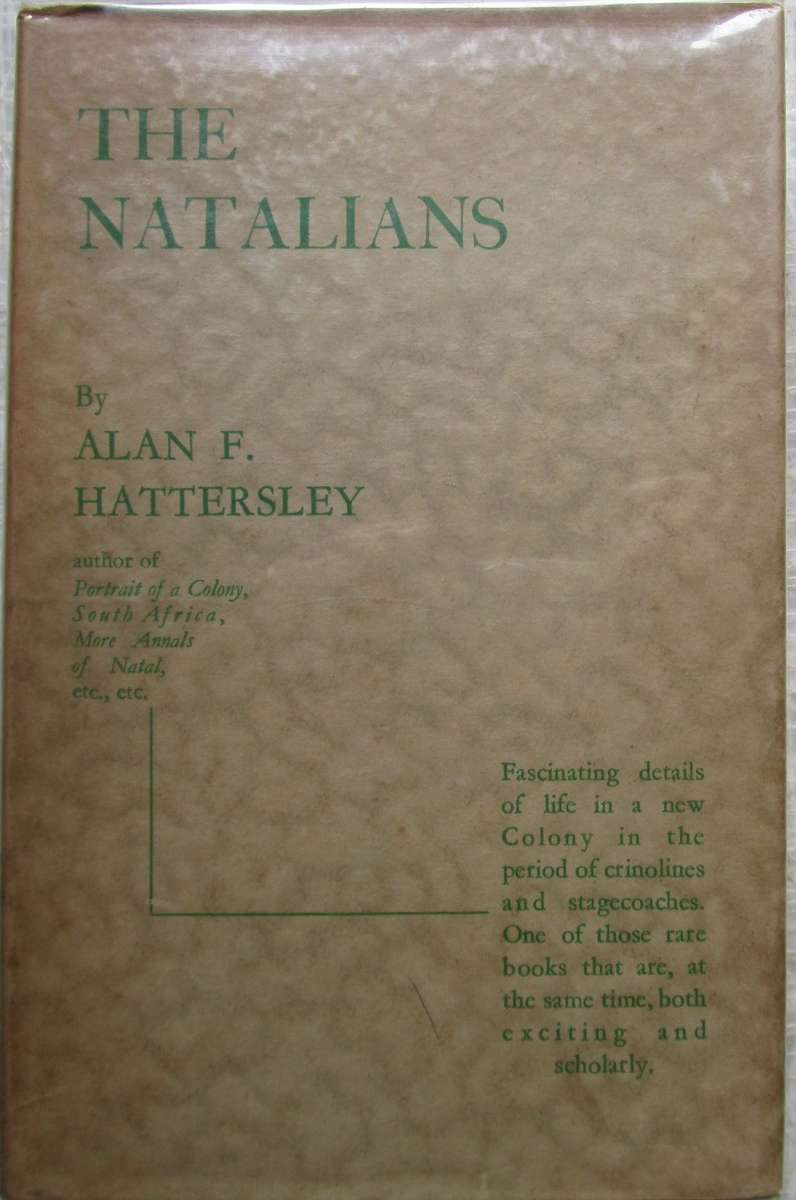 THE
NATALIANS
By
ALAN F.
HATTERSLEY
author of
Portrait of a Colony,
South Africa,
More Annals
of Natal,
etc., etc.
Fascinating details
of life in a new
Colony in the
period of crinolines
and stagecoaches.
One of those rare
books that are, at
the same time, both
exciting and
scholarly.